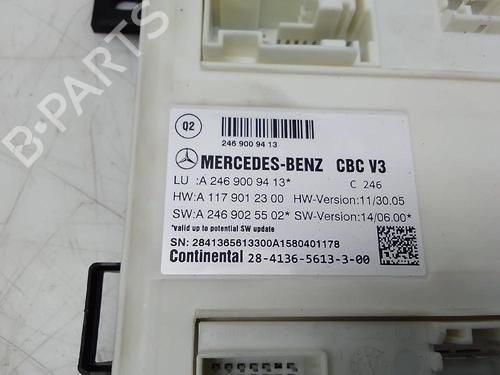 B-PARTS
Q2
246 900 94 13
MERCEDES-BENZ CBC V3
LU :A 246 900 94 13* C 246
HW:A 117 901 23 00 HW-Version:11/30.05
SW:A 246 902 55 02* SW-Version:14/06.00*
*valid up to potential SW update
SN: 2841365613300A1580401178
Continental 28-4136-5613-3-00